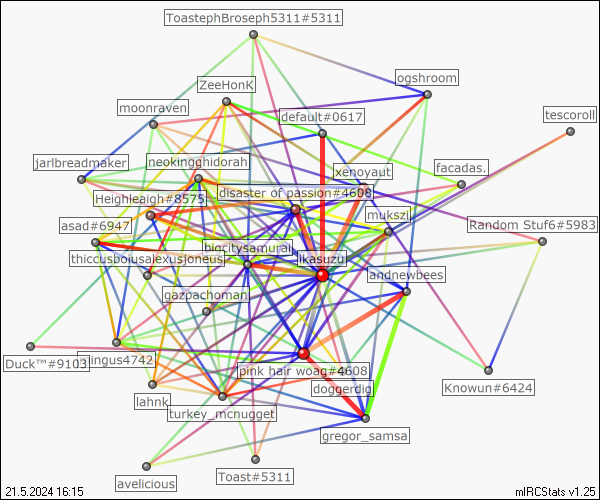 ToastephBroseph5311#5311
ogshroom
ZeeHonK
moonraven
default#0617
tescoroll
neokingghidorah
jarlbreadmaker
xenoyaut
facadas.
disaster of passion#4608
Heighleaigh#8575
mukszi
asad#6947
Random Stuf6#5983
bigcitysamurai
ikasuzu
thiccusboiusalexusjoneus
andnewbees
gazpachoman
Duck™#9103
pink hair woag#4608
doggerdig
Knowun#6424
lahnk
turkey_mcnugget
gregor_samsa
avelicious
Toast#5311
21.5.2024 16:15
mIRCStats v1.25